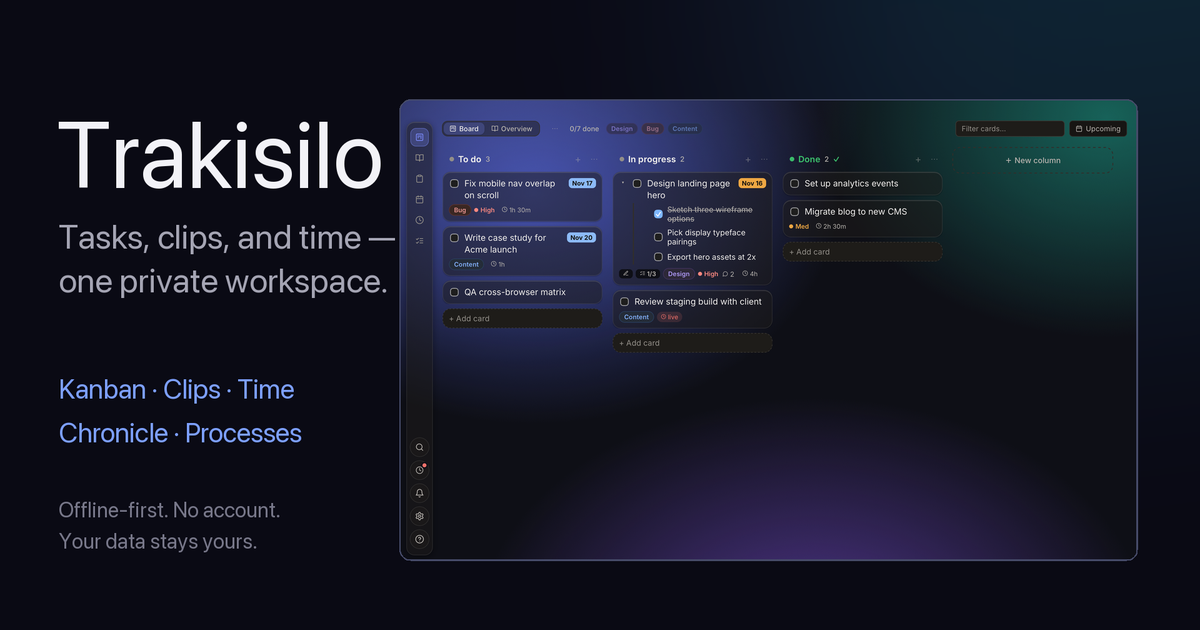 Trakisilo
Tasks, clips, and time —
one private workspace.
Kanban · Clips · Time
Chronicle · Processes
Offline-first. No account.
Your data stays yours.
Board
Overview
0/7 done
Design
Bug
Content
Filter cards...
Upcoming
To do 3
Fix mobile nav overlap
on scroll
Nov 17
Bug
High
1h 30m
Write case study for
Acme launch
Nov 20
Content
1h
QA cross-browser matrix
+ Add card
In progress 2
Design landing page
hero
Nov 16
Sketch three wireframe
options
Pick display typeface
pairings
Export hero assets at 2x
1/3
Design
High
2
4h
Review staging build with client
Content
live
+ Add card
Done 2 ✓
Set up analytics events
Migrate blog to new CMS
Med
2h 30m
+ Add card
+ New column